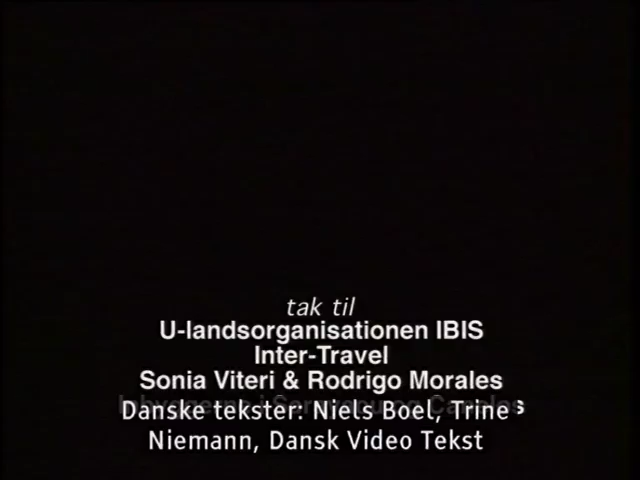 tak til
U-landsorganisationen IBIS
Inter-Travel
Sonia Viteri & Rodrigo Morales
Danske tekster: Niels Boel, Trine
Niemann, Dansk Video Tekst